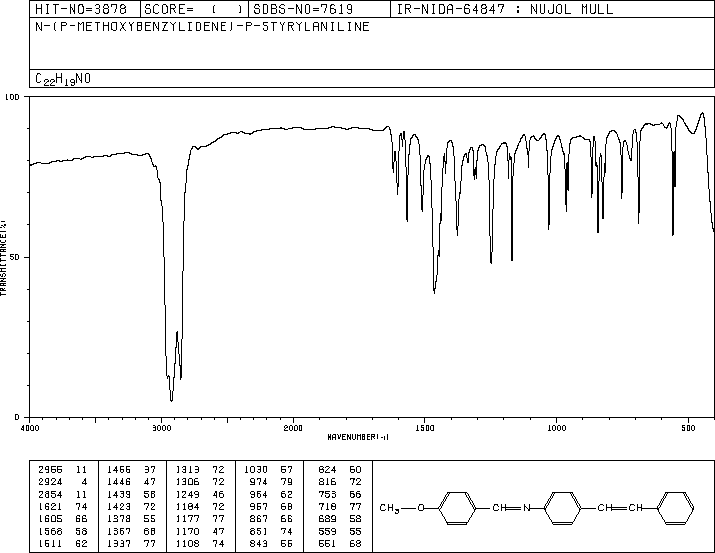 HIT-NO=3878 SCORE= ( ) SDBS-NO=7619 IR-NIDA-64847 : NUJOL MULL
N-(P-METHOXYBENZYLIDENE)-P-STYRYLANILINE
C22H19NO
100
TRANSMITTANCE(%)
50
0
4000 3000 2000 1500 1000 500
WAVENUMBER(-1)
2955 11 1466 37 1313 72 1030 57 824 60
2924 4 1446 47 1306 72 974 79 816 72
2854 11 1439 58 1249 46 964 62 753 66
1621 74 1423 72 1184 72 957 68 718 77
1605 66 1378 55 1177 77 867 66 689 58
1568 58 1367 68 1170 47 851 74 559 55
1511 62 1337 77 1108 74 843 55 551 68
CH3 O CH N CH CH